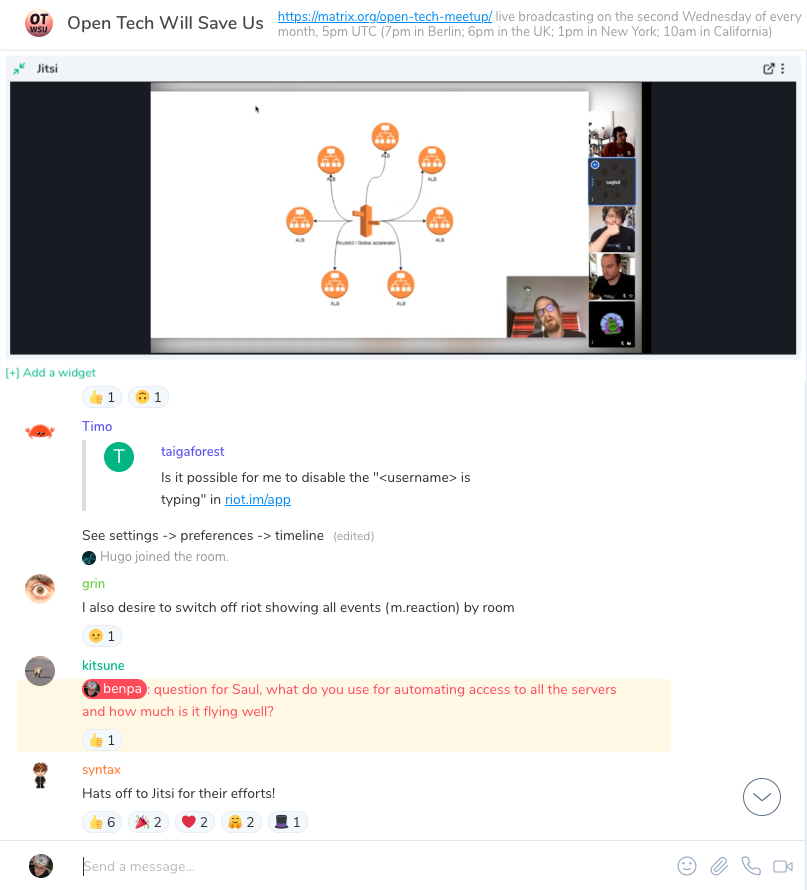 OT
WSU
Open Tech Will Save Us
https://matrix.org/open-tech-meetup/ live broadcasting on the second Wednesday of every
month, 5pm UTC (7pm in Berlin; 6pm in the UK; 1pm in New York; 10am in California)
Jitsi
ALB
ALB
ALB
ALB
ALB
Route53 / Global accelerator
ALB
ALB
saghul
[+] Add a widget
1
1
Timo
T
taigaforest
Is it possible for me to disable the "<username> is
typing" in riot.im/app
See settings -> preferences -> timeline (edited)
Hugo joined the room.
grin
I also desire to switch off riot showing all events (m.reaction) by room
1
kitsune
benpa : question for Saul, what do you use for automating access to all the servers
and how much is it flying well?
1
syntax
Hats off to Jitsi for their efforts!
6 2 2 2 1
Send a message...